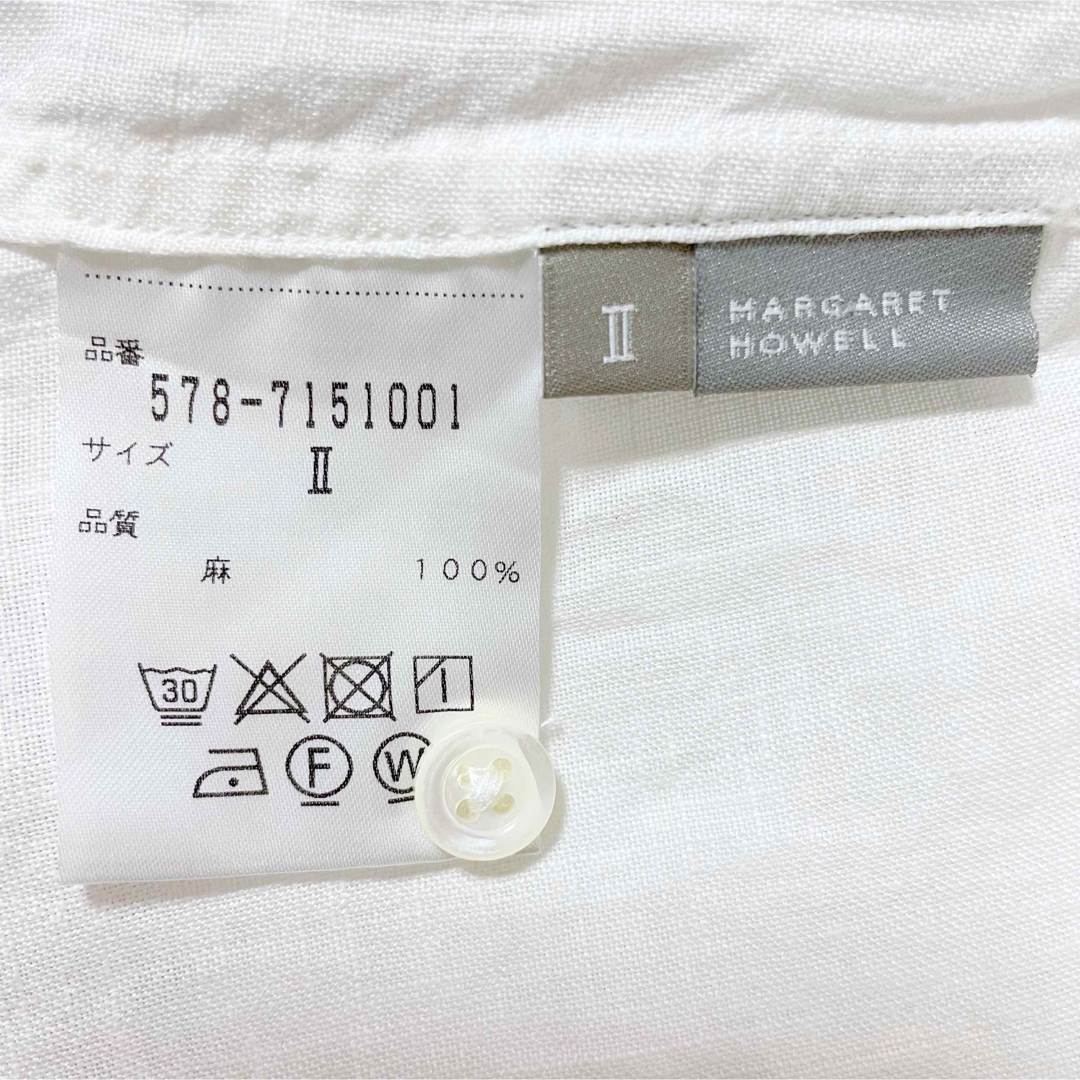 品番
578-7151001
サイズ
Ⅱ
品質
麻 100%
30
F
W
Ⅱ
MARGARET
HOWELL